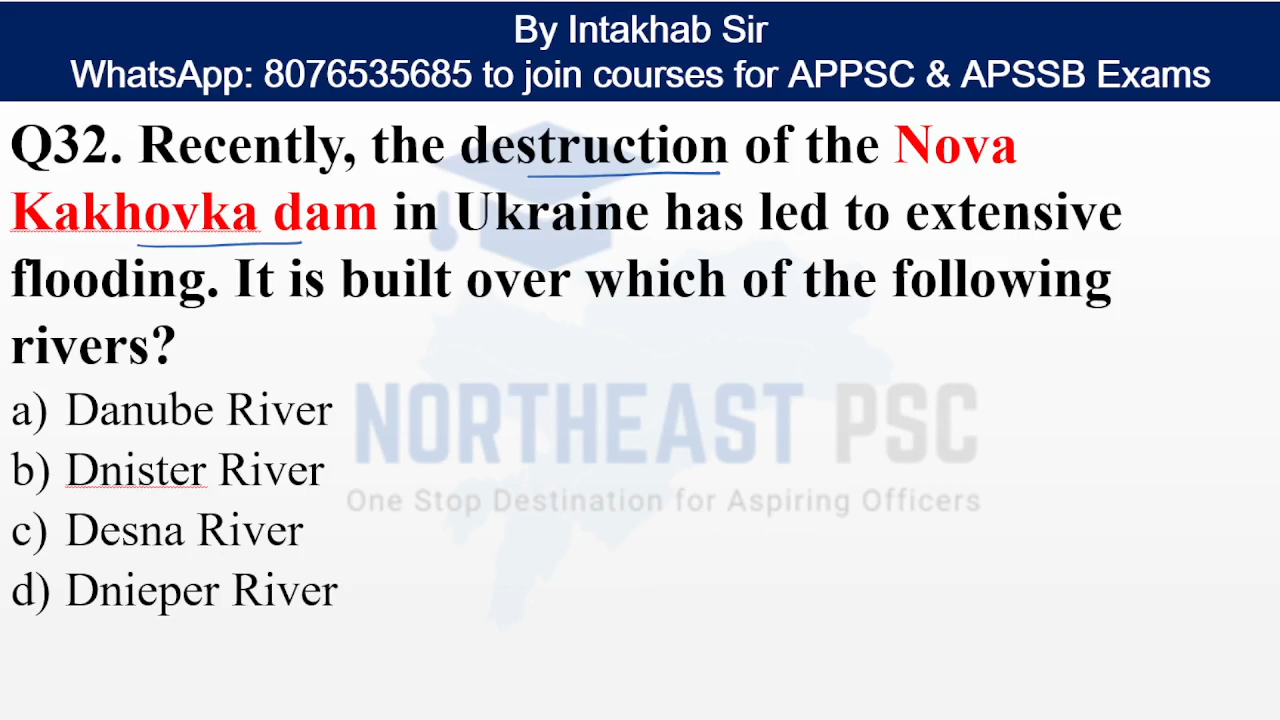 By Intakhab Sir
WhatsApp: 8076535685 to join courses for APPSC & APSSB Exams
Q32. Recently, the destruction of the Nova
Kakhovka dam in Ukraine has led to extensive
flooding. It is built over which of the following
rivers?
a) Danube River
b) Dnister River
c) Desna River
d) Dnieper River
NORTHEAST PSC
One Stop Destination for Aspiring Officers